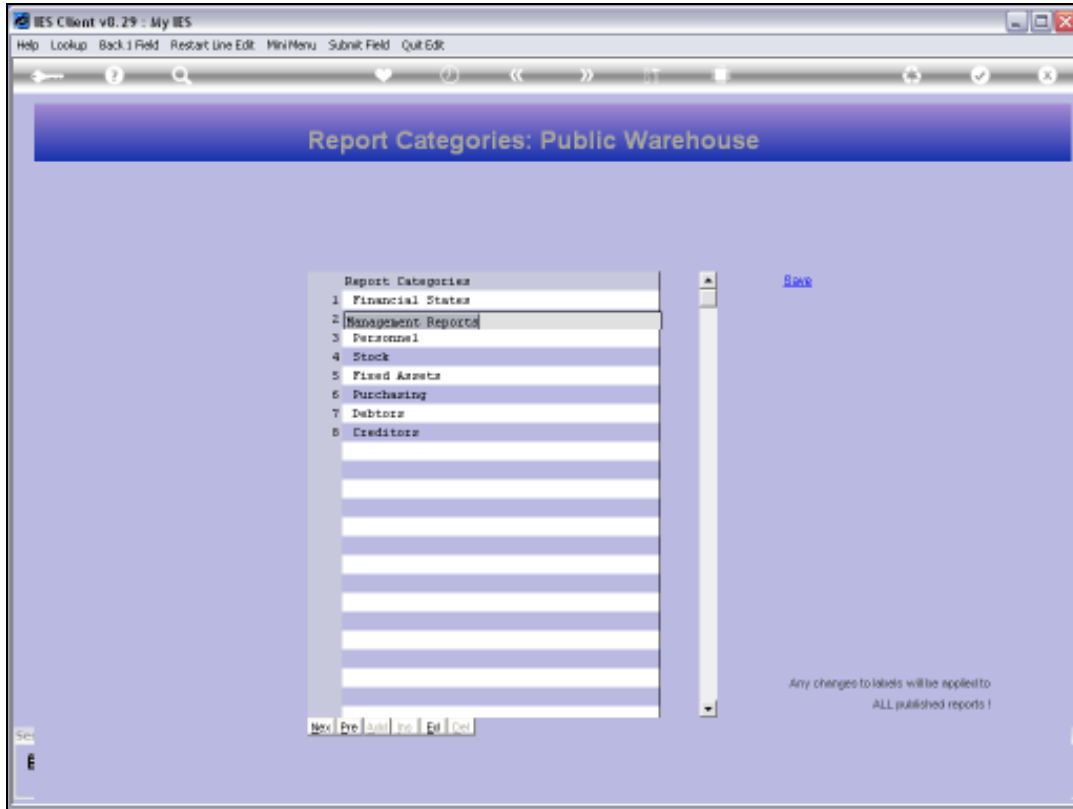 IES Client v8.29 : My IES
Help Lookup Back 1 Field Restart Line Edit MiniMenu Submit Field Quit Edit
Report Categories: Public Warehouse
Report Categories
Save
1 Financial States
2 Management Reports
3 Personnel
4 Stock
5 Fixed Assets
6 Purchasing
7 Debtors
8 Creditors
Any changes to labels will be applied to
ALL published reports !
Nex Pre Add Ins Ed Del